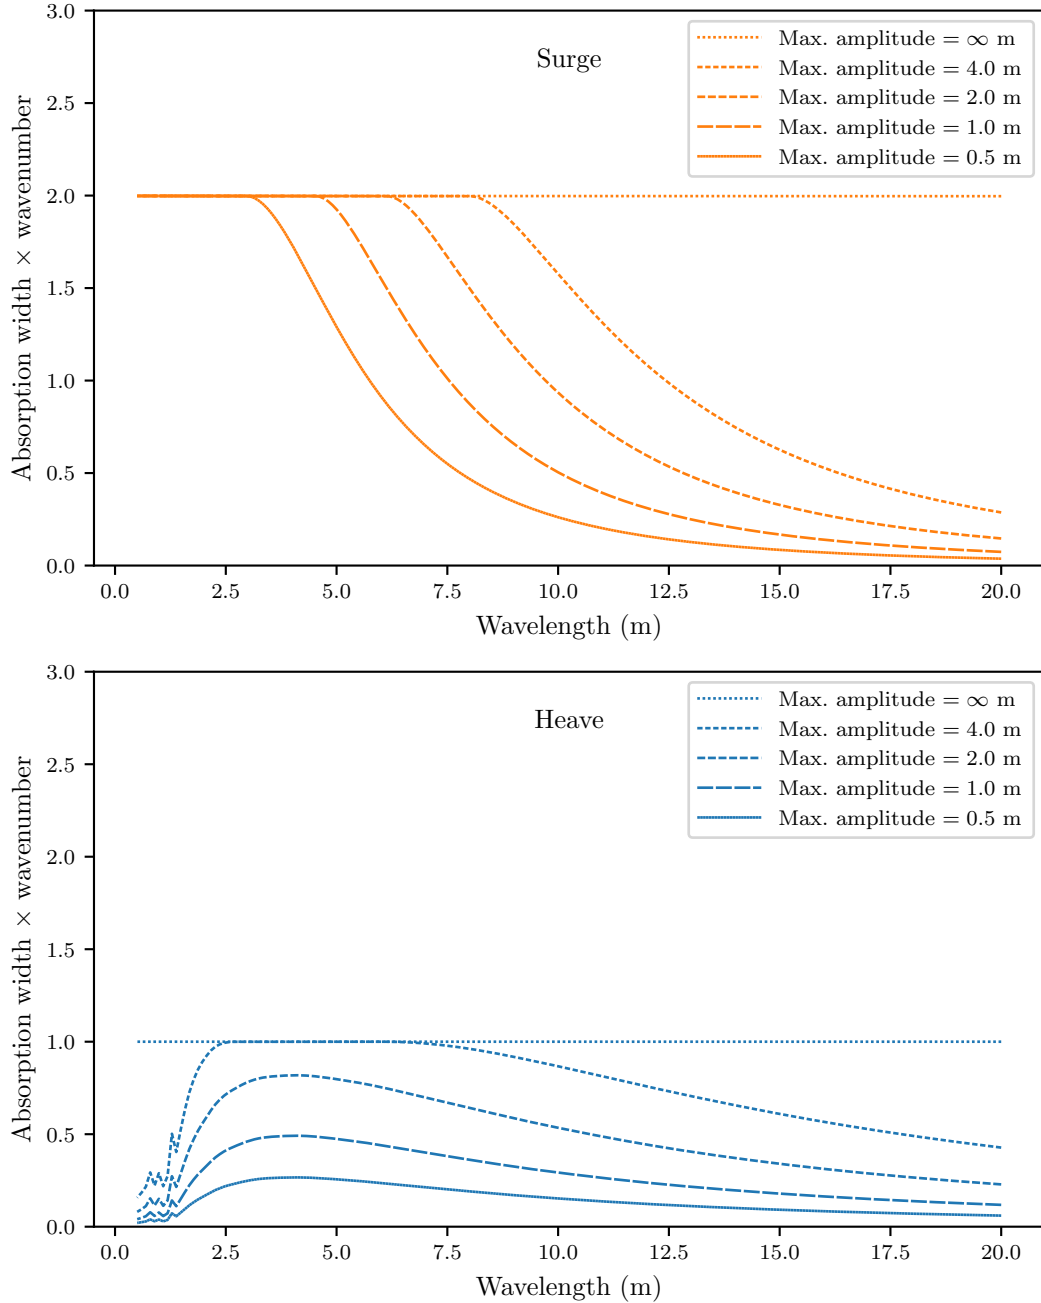 3.0
2.5
2.0
1.5
1.0
0.5
0.0
Absorption width × wavenumber
Surge
Max. amplitude = ∞ m
Max. amplitude = 4.0 m
Max. amplitude = 2.0 m
Max. amplitude = 1.0 m
Max. amplitude = 0.5 m
0.0 2.5 5.0 7.5 10.0 12.5 15.0 17.5 20.0
Wavelength (m)
3.0
2.5
2.0
1.5
1.0
0.5
0.0
Absorption width × wavenumber
Heave
Max. amplitude = ∞ m
Max. amplitude = 4.0 m
Max. amplitude = 2.0 m
Max. amplitude = 1.0 m
Max. amplitude = 0.5 m
0.0 2.5 5.0 7.5 10.0 12.5 15.0 17.5 20.0
Wavelength (m)